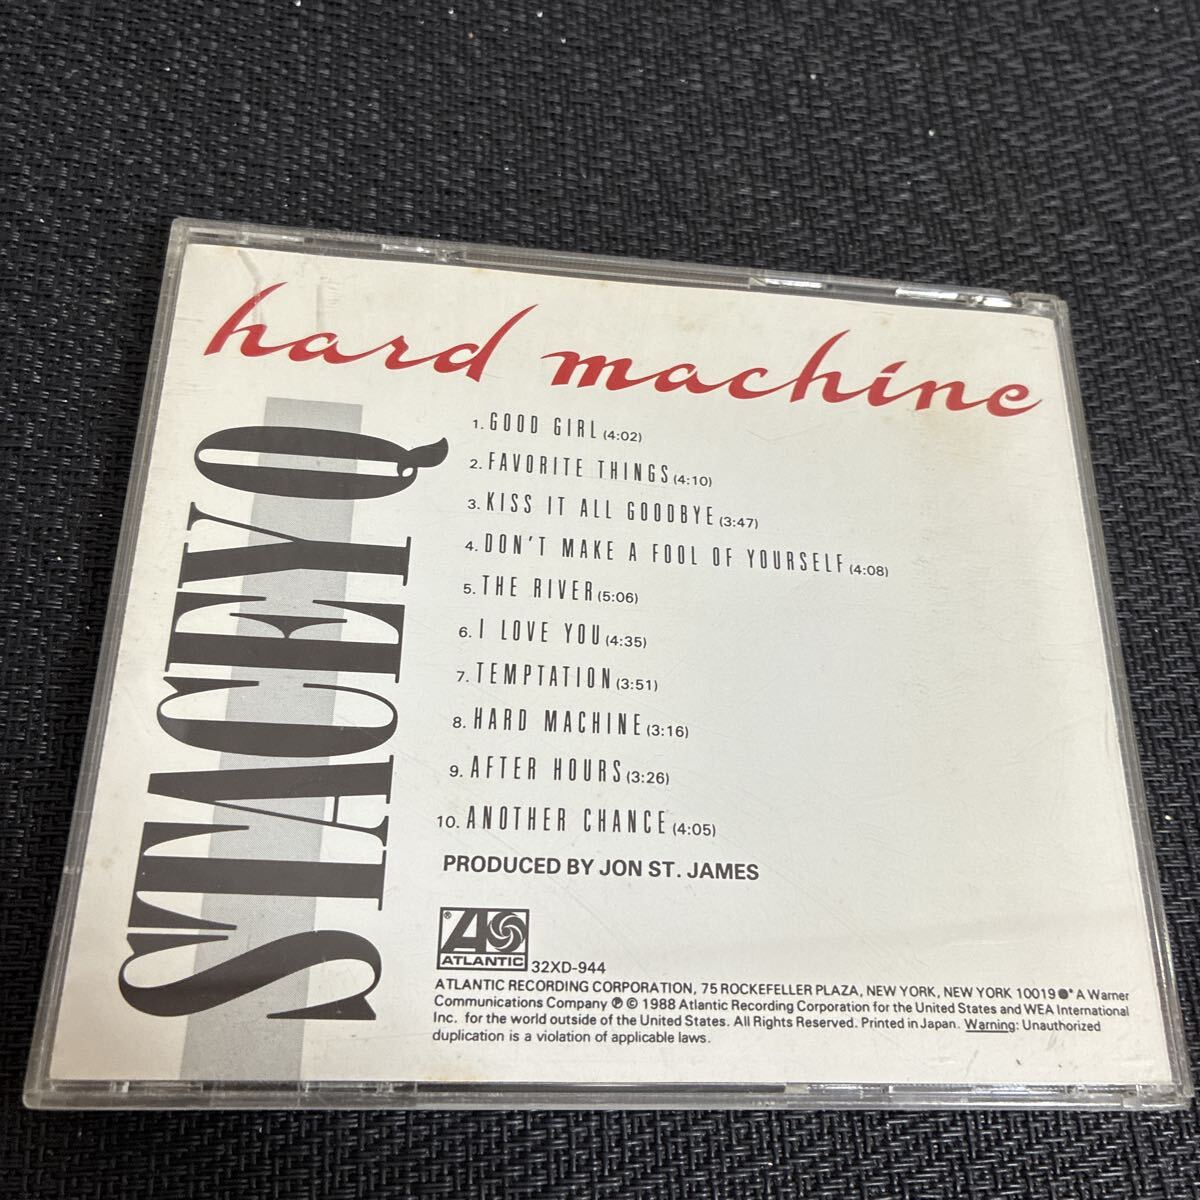 hard machine
STACEY Q
1. GOOD GIRL (4:02)
2. FAVORITE THINGS (4:10)
3. KISS IT ALL GOODBYE (3:47)
4. DON'T MAKE A FOOL OF YOURSELF (4:08)
5. THE RIVER (5:06)
6. I LOVE YOU (4:35)
7. TEMPTATION (3:51)
8. HARD MACHINE (3:16)
9. AFTER HOURS (3:26)
10. ANOTHER CHANCE (4:05)
PRODUCED BY JON ST. JAMES
® A
ATLANTIC 32XD-944
ATLANTIC RECORDING CORPORATION, 75 ROCKEFELLER PLAZA, NEW YORK, NEW YORK 10019 ●* A Warner
Communications Company ℗ © 1988 Atlantic Recording Corporation for the United States and WEA International
Inc. for the world outside of the United States. All Rights Reserved. Printed in Japan. Warning: Unauthorized
duplication is a violation of applicable laws.